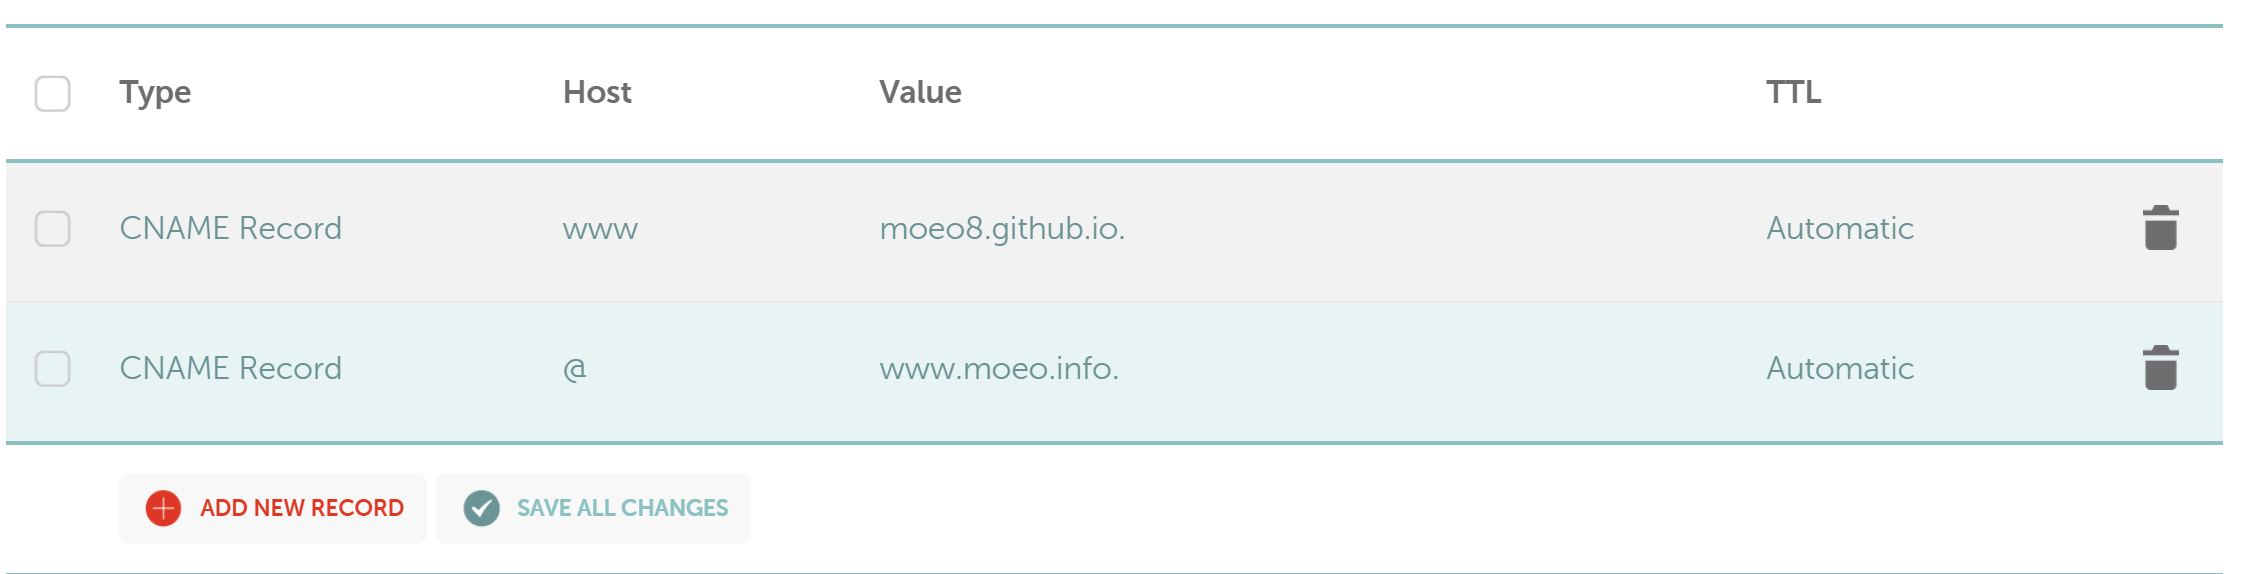 Type Host Value TTL
CNAME Record www moeo8.github.io. Automatic
CNAME Record @ www.moeo.info. Automatic
ADD NEW RECORD SAVE ALL CHANGES